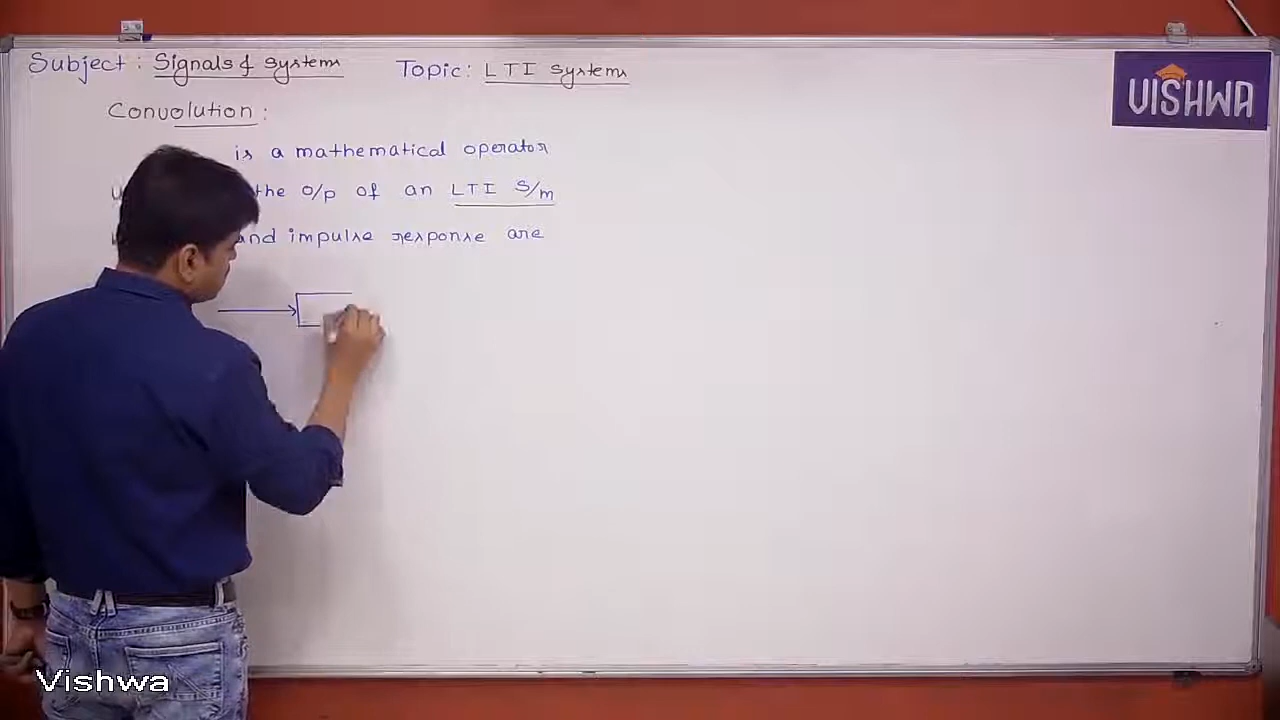 Subject: Signals & Systems Topic: LTI Systems
VISHWA
Convolution:
is a mathematical operator
the o/p of an LTI S/m
and impulse response are
Vishwa